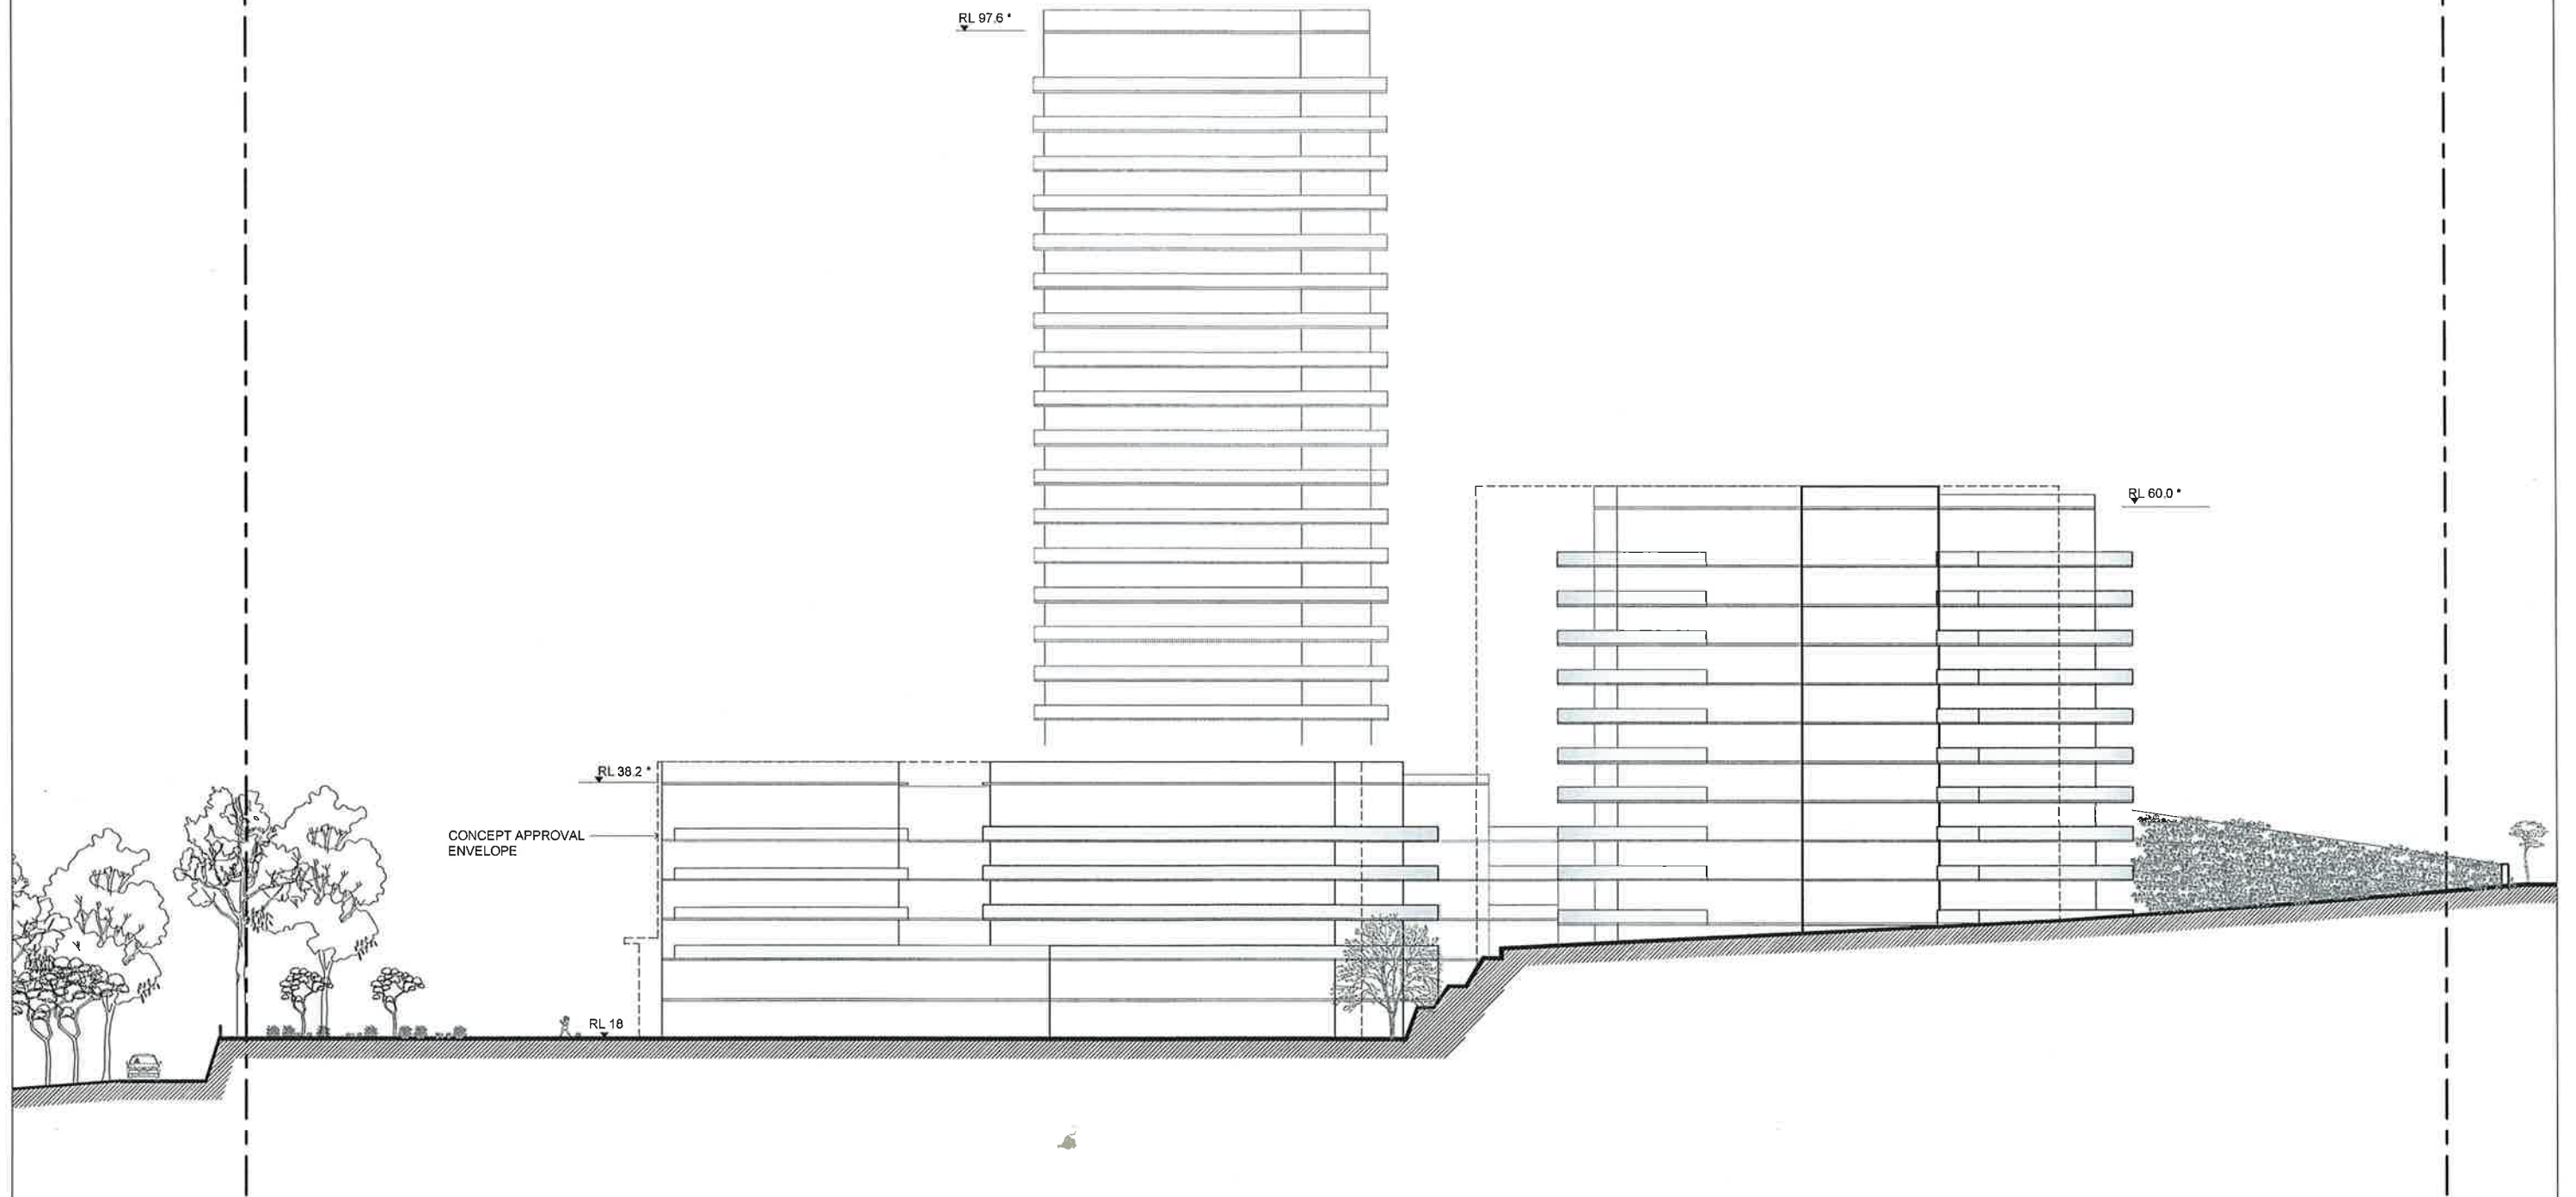 RL 97.6 *
RL 60.0 *
RL 38.2 *
CONCEPT APPROVAL
ENVELOPE
RL 18